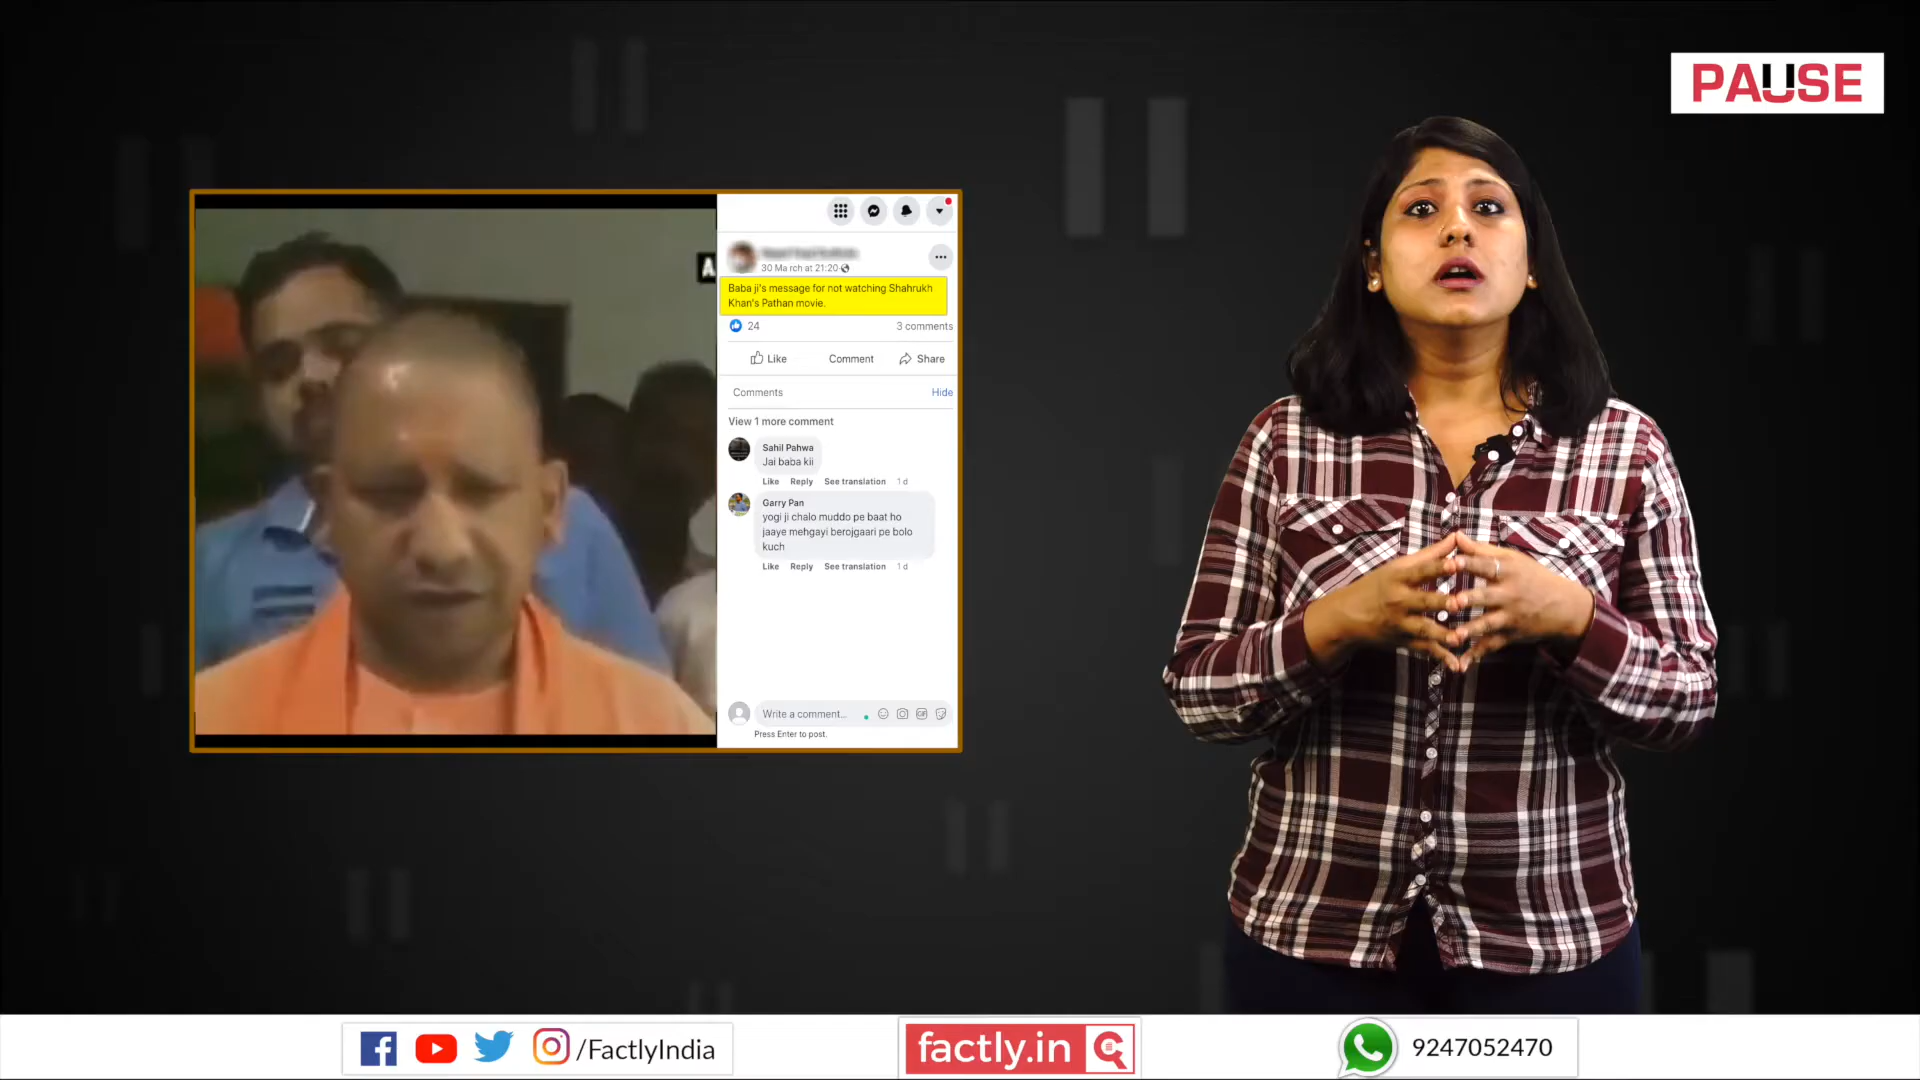 PAUSE
A
30 March at 21:20
Baba ji's message for not watching Shahrukh
Khan's Pathan movie.
24
3 comments
Like
Comment
Share
Comments
Hide
View 1 more comment
Sahil Pahwa
Jai baba kii
Like Reply See translation 1 d
Garry Pan
yogi ji chalo muddo pe baat ho
jaaye mehgayi berojgaari pe bolo
kuch
Like Reply See translation 1 d
Write a comment...
GIF
Press Enter to post.
/FactlyIndia
factly.in
9247052470